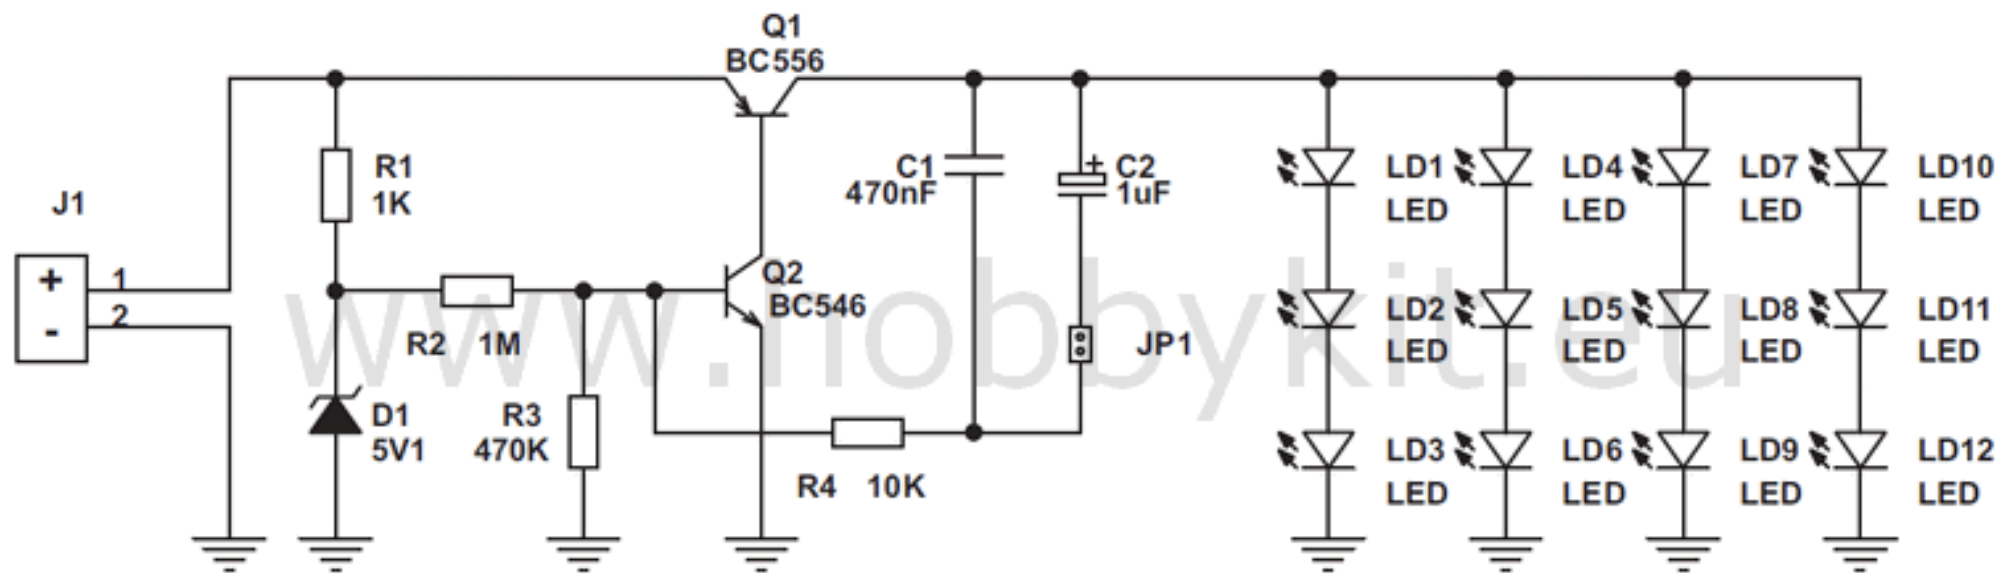 Q1
BC556
R1
1K
C1
470nF
+
C2
1uF
LD1
LED
LD4
LED
LD7
LED
LD10
LED
J1
+
1
-
2
R2 1M
Q2
BC546
JP1
LD2
LED
LD5
LED
LD8
LED
LD11
LED
D1
5V1
R3
470K
R4 10K
LD3
LED
LD6
LED
LD9
LED
LD12
LED
www.hobbykit.eu